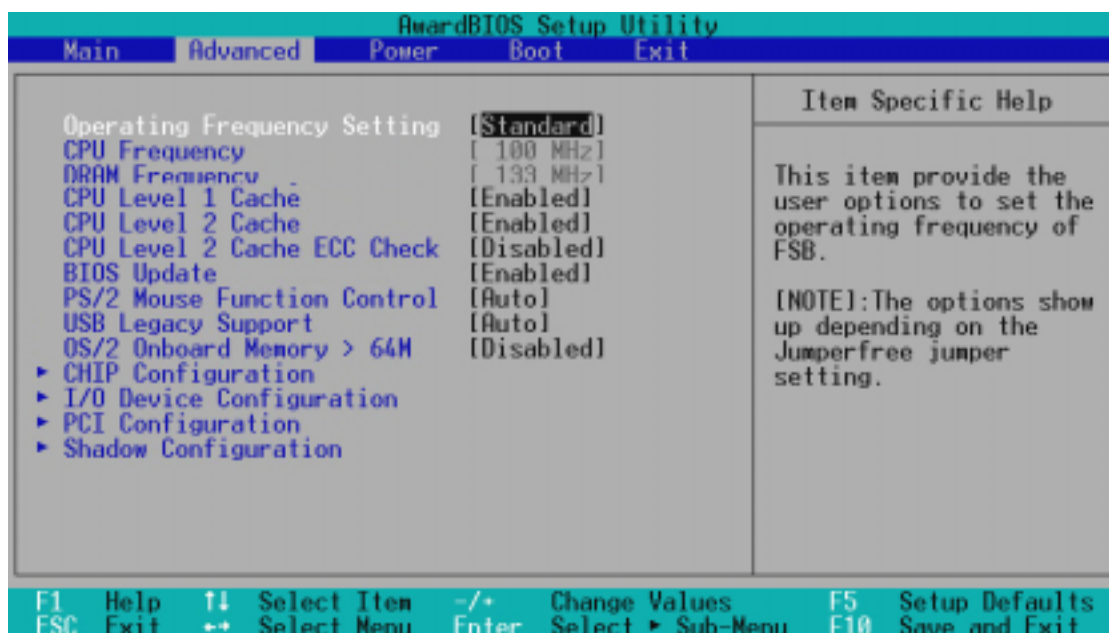 AwardBIOS Setup Utility
Main Advanced Power Boot Exit
Operating Frequency Setting [Standard]
CPU Frequency [ 100 MHz]
DRAM Frequency [ 133 MHz]
CPU Level 1 Cache [Enabled]
CPU Level 2 Cache [Enabled]
CPU Level 2 Cache ECC Check [Disabled]
BIOS Update [Enabled]
PS/2 Mouse Function Control [Auto]
USB Legacy Support [Auto]
OS/2 Onboard Memory > 64M [Disabled]
► CHIP Configuration
► I/O Device Configuration
► PCI Configuration
► Shadow Configuration
Item Specific Help
This item provide the
user options to set the
operating frequency of
FSB.
[NOTE]:The options show
up depending on the
Jumperfree jumper
setting.
F1 Help ↑↓ Select Item -/+ Change Values F5 Setup Defaults
ESC Exit ←→ Select Menu Enter Select ► Sub-Menu F10 Save and Exit